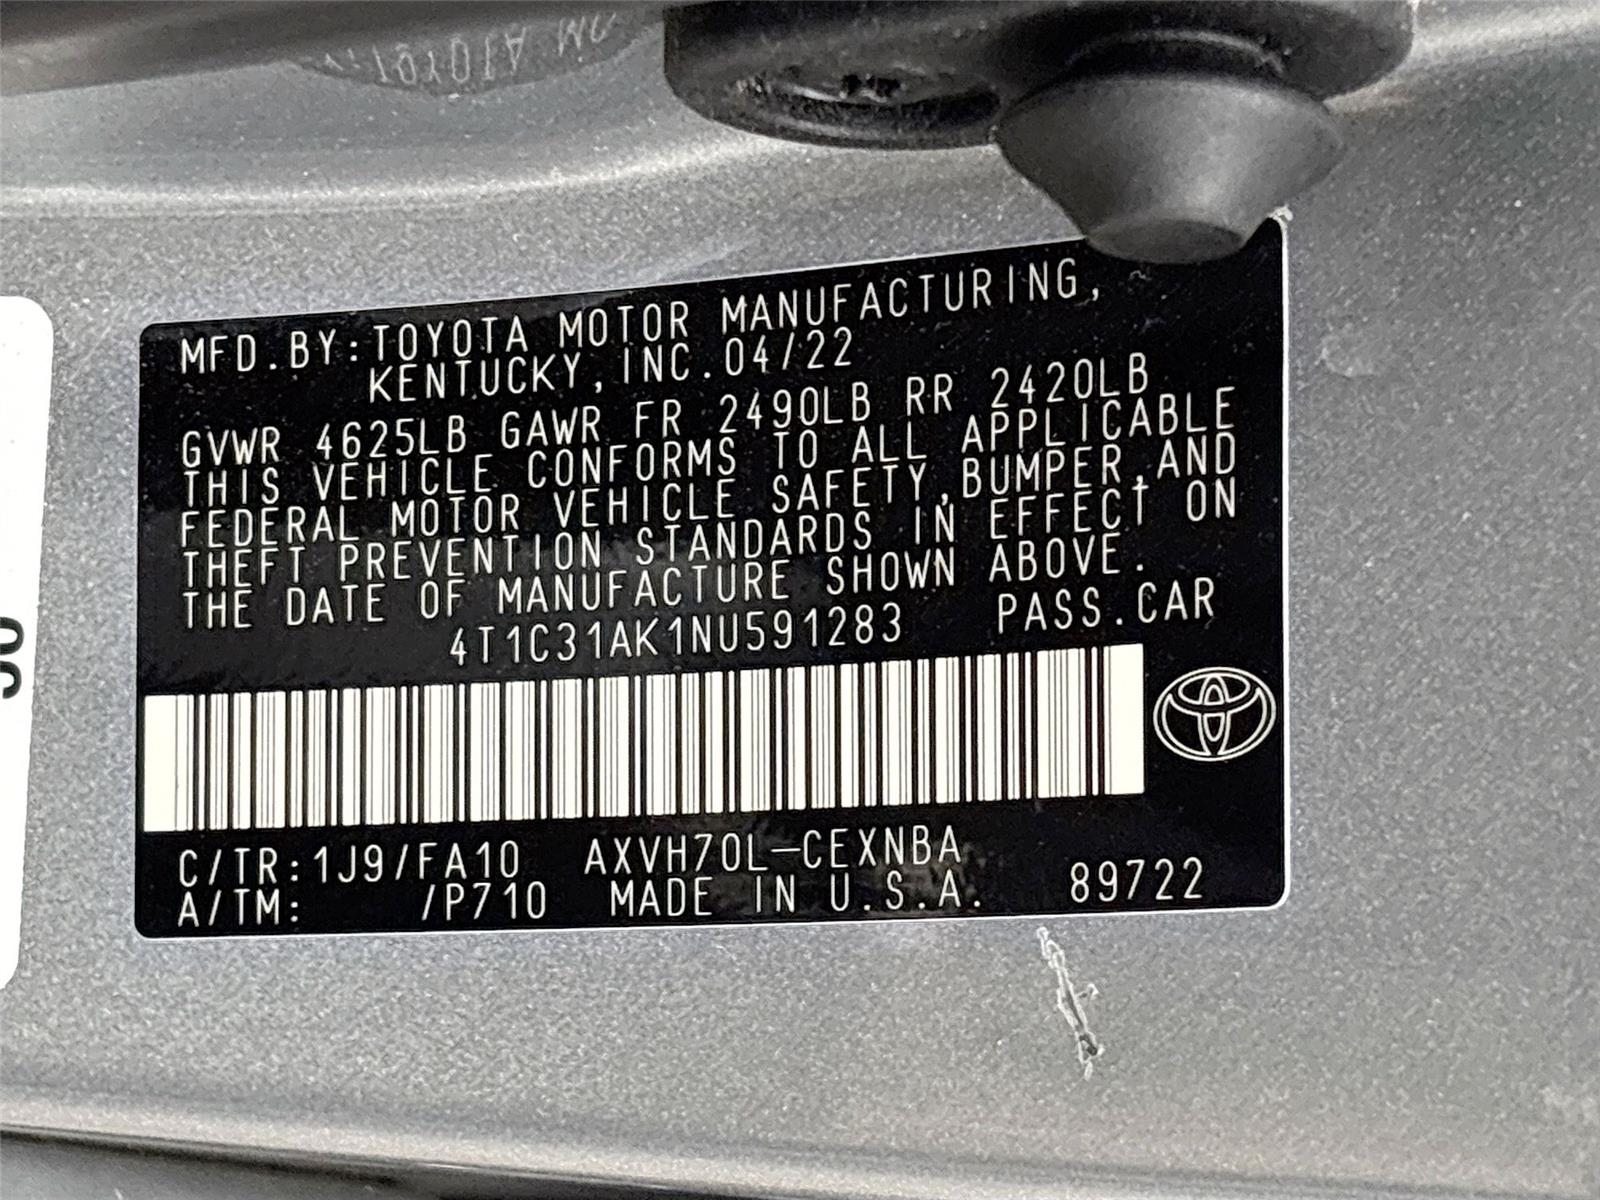 MFD.BY:TOYOTA MOTOR MANUFACTURING,
KENTUCKY, INC. 04/22
GVWR 4625LB GAWR FR 2490LB RR 2420LB
THIS VEHICLE CONFORMS TO ALL APPLICABLE
FEDERAL MOTOR VEHICLE SAFETY,BUMPER,AND
THEFT PREVENTION STANDARDS IN EFFECT ON
THE DATE OF MANUFACTURE SHOWN ABOVE.
4T1C31AK1NU591283 PASS.CAR
C/TR:1J9/FA10 AXVH70L-CEXNBA
A/TM: /P710 MADE IN U.S.A. 89722